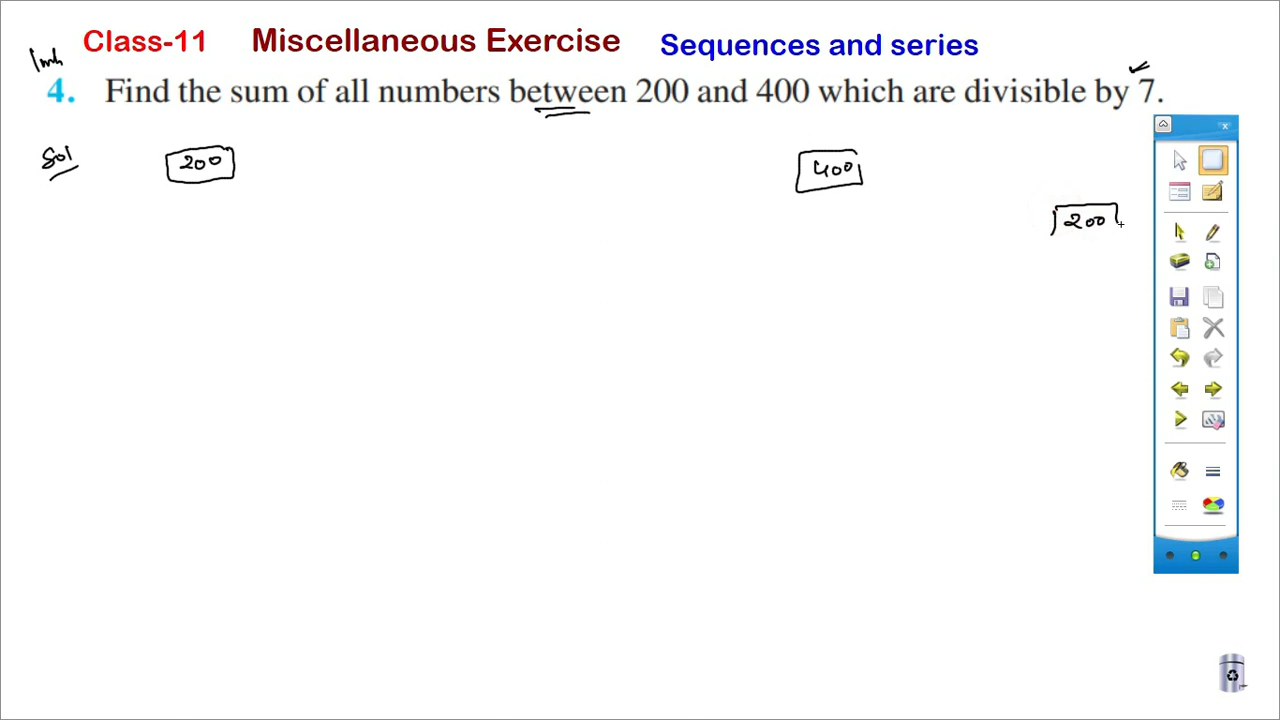 Class-11 Miscellaneous Exercise Sequences and series
4. Find the sum of all numbers between 200 and 400 which are divisible by 7.
Sol 200 400
200